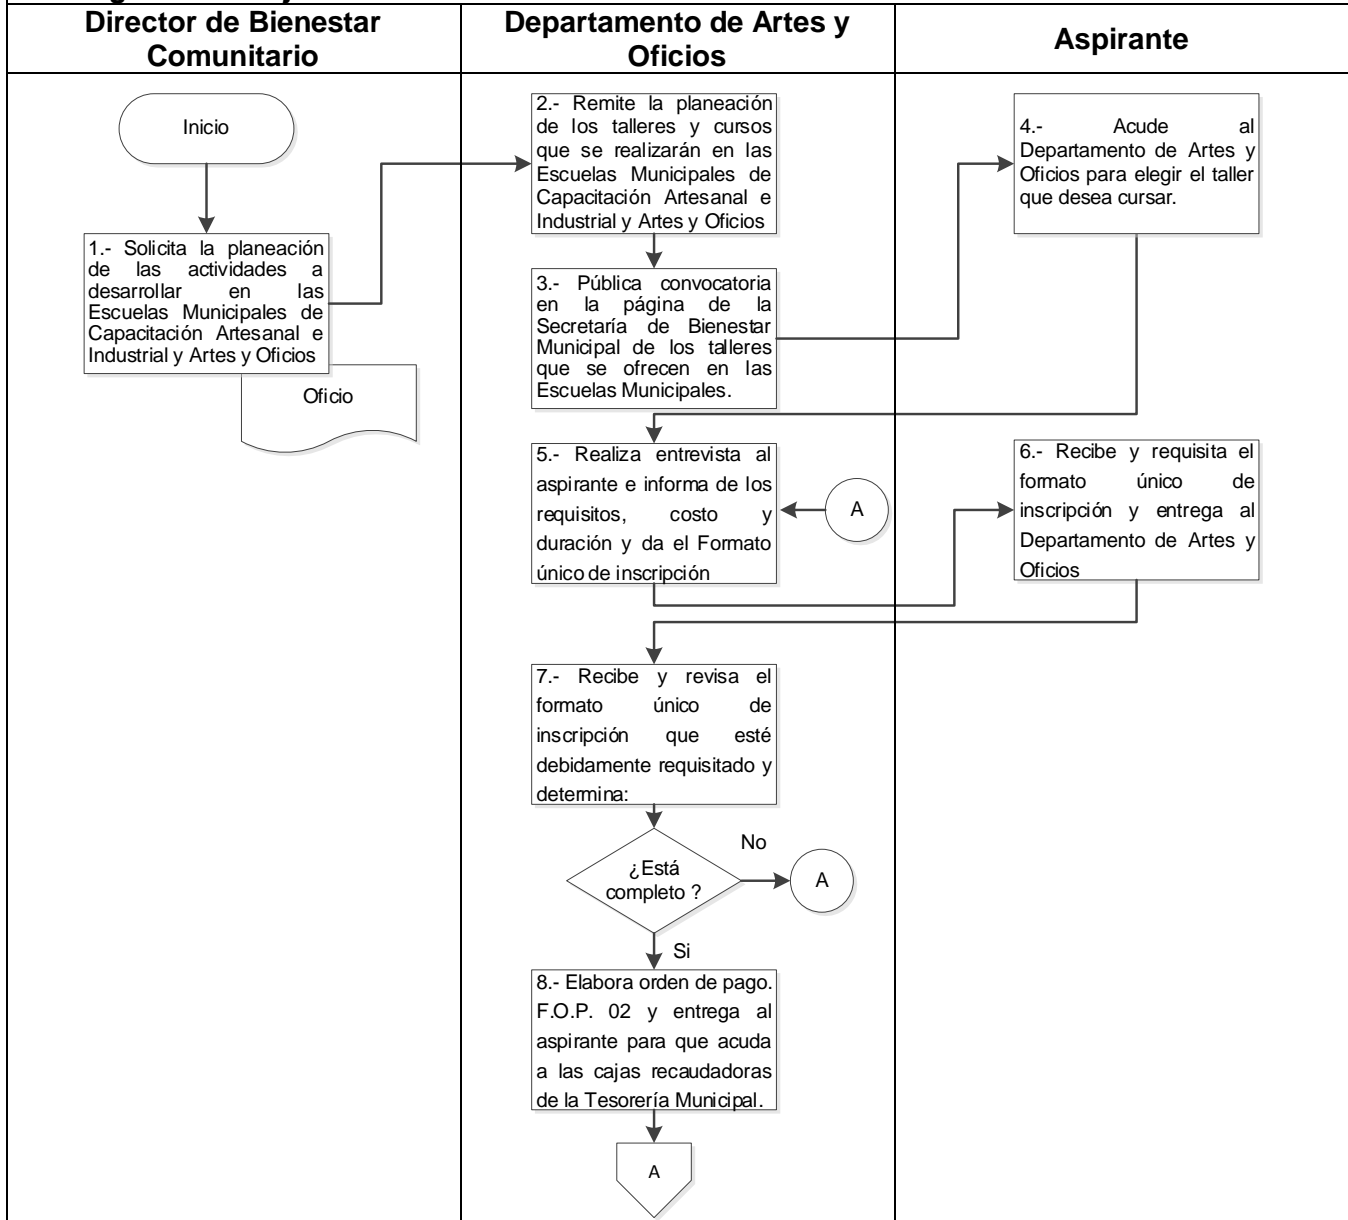 Director de Bienestar
Comunitario
Departamento de Artes y
Oficios
Aspirante
Inicio
1.- Solicita la planeación
de las actividades a
desarrollar en las
Escuelas Municipales de
Capacitación Artesanal e
Industrial y Artes y Oficios
Oficio
2.- Remite la planeación
de los talleres y cursos
que se realizarán en las
Escuelas Municipales de
Capacitación Artesanal e
Industrial y Artes y Oficios
3.- Pública convocatoria
en la página de la
Secretaría de Bienestar
Municipal de los talleres
que se ofrecen en las
Escuelas Municipales.
4.- Acude al
Departamento de Artes y
Oficios para elegir el taller
que desea cursar.
5.- Realiza entrevista al
aspirante e informa de los
requisitos, costo y
duración y da el Formato
único de inscripción
A
6.- Recibe y requisita el
formato único de
inscripción y entrega al
Departamento de Artes y
Oficios
7.- Recibe y revisa el
formato único de
inscripción que esté
debidamente requisitado y
determina:
¿Está
completo ?
No
A
Si
8.- Elabora orden de pago.
F.O.P. 02 y entrega al
aspirante para que acuda
a las cajas recaudadoras
de la Tesorería Municipal.
A